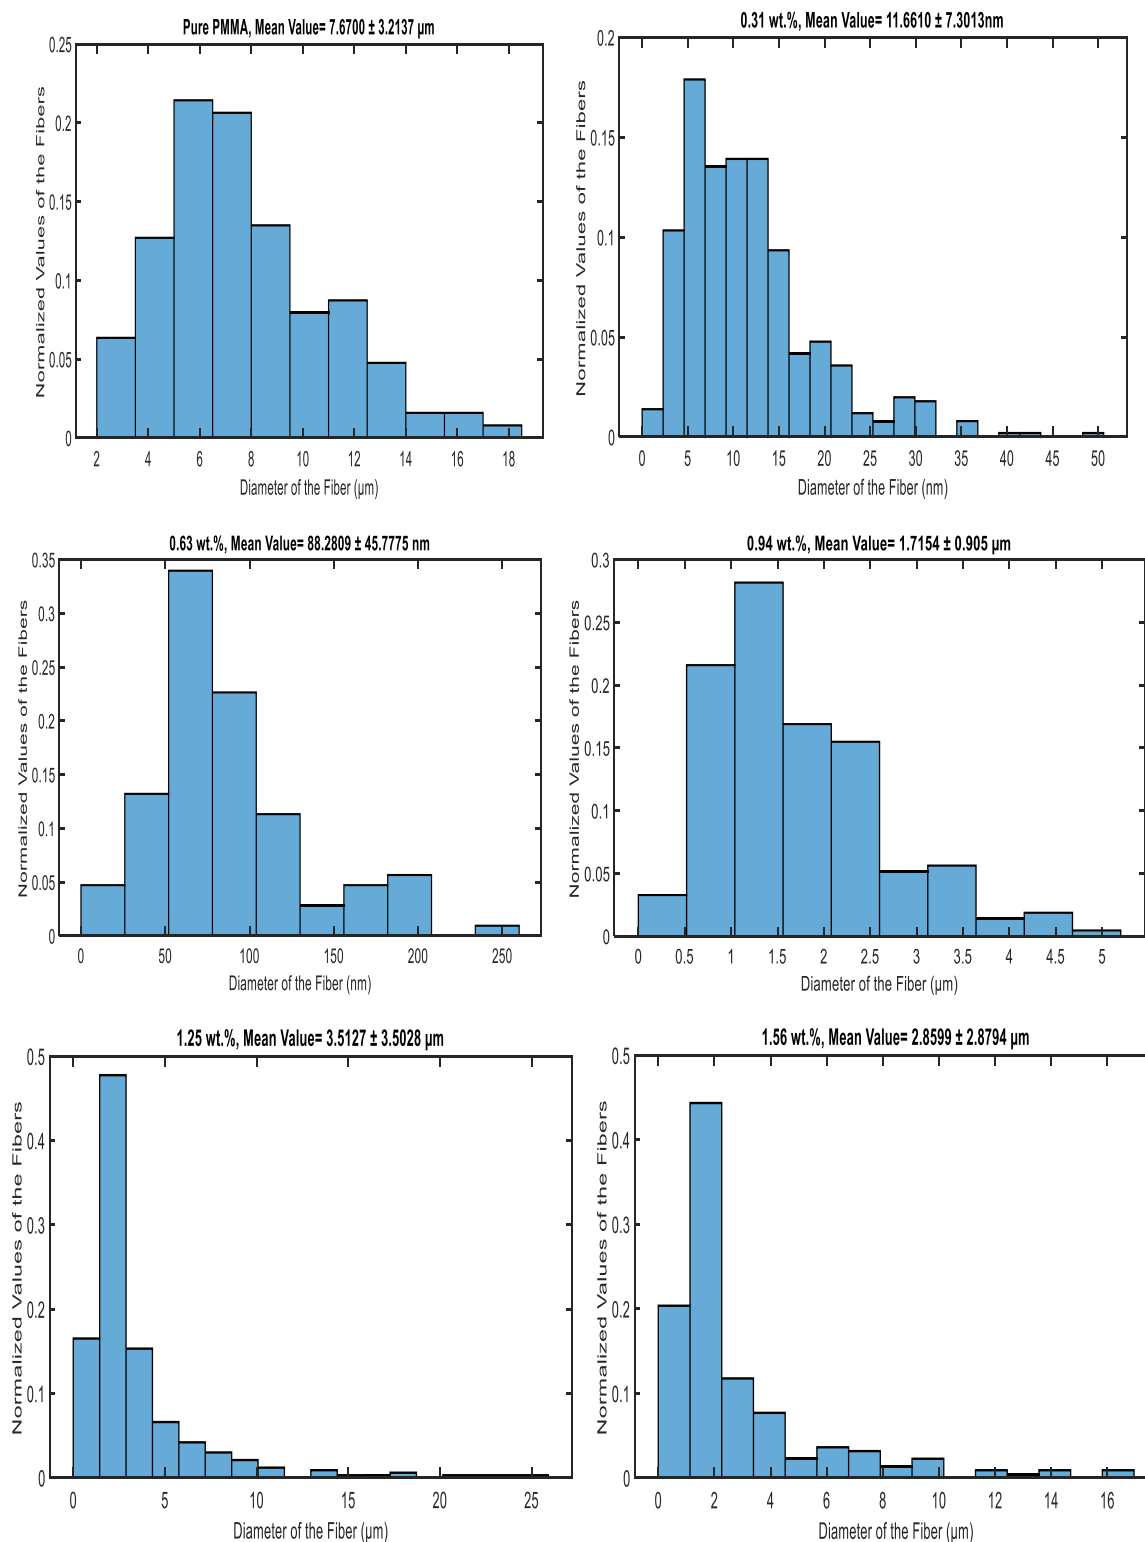 Pure PMMA, Mean Value= 7.6700 ± 3.2137 µm
Normalized Values of the Fibers
0.25
0.2
0.15
0.1
0.05
0
2 4 6 8 10 12 14 16 18
Diameter of the Fiber (µm)
0.31 wt.%, Mean Value= 11.6610 ± 7.3013nm
Normalized Values of the Fibers
0.2
0.15
0.1
0.05
0
0 5 10 15 20 25 30 35 40 45 50
Diameter of the Fiber (nm)
0.63 wt.%, Mean Value= 88.2809 ± 45.7775 nm
Normalized Values of the Fibers
0.35
0.3
0.25
0.2
0.15
0.1
0.05
0
0 50 100 150 200 250
Diameter of the Fiber (nm)
0.94 wt.%, Mean Value= 1.7154 ± 0.905 µm
Normalized Values of the Fibers
0.3
0.25
0.2
0.15
0.1
0.05
0
0 0.5 1 1.5 2 2.5 3 3.5 4 4.5 5
Diameter of the Fiber (µm)
1.25 wt.%, Mean Value= 3.5127 ± 3.5028 µm
Normalized Values of the Fibers
0.5
0.4
0.3
0.2
0.1
0
0 5 10 15 20 25
Diameter of the Fiber (µm)
1.56 wt.%, Mean Value= 2.8599 ± 2.8794 µm
Normalized Values of the Fibers
0.5
0.4
0.3
0.2
0.1
0
0 2 4 6 8 10 12 14 16
Diameter of the Fiber (µm)